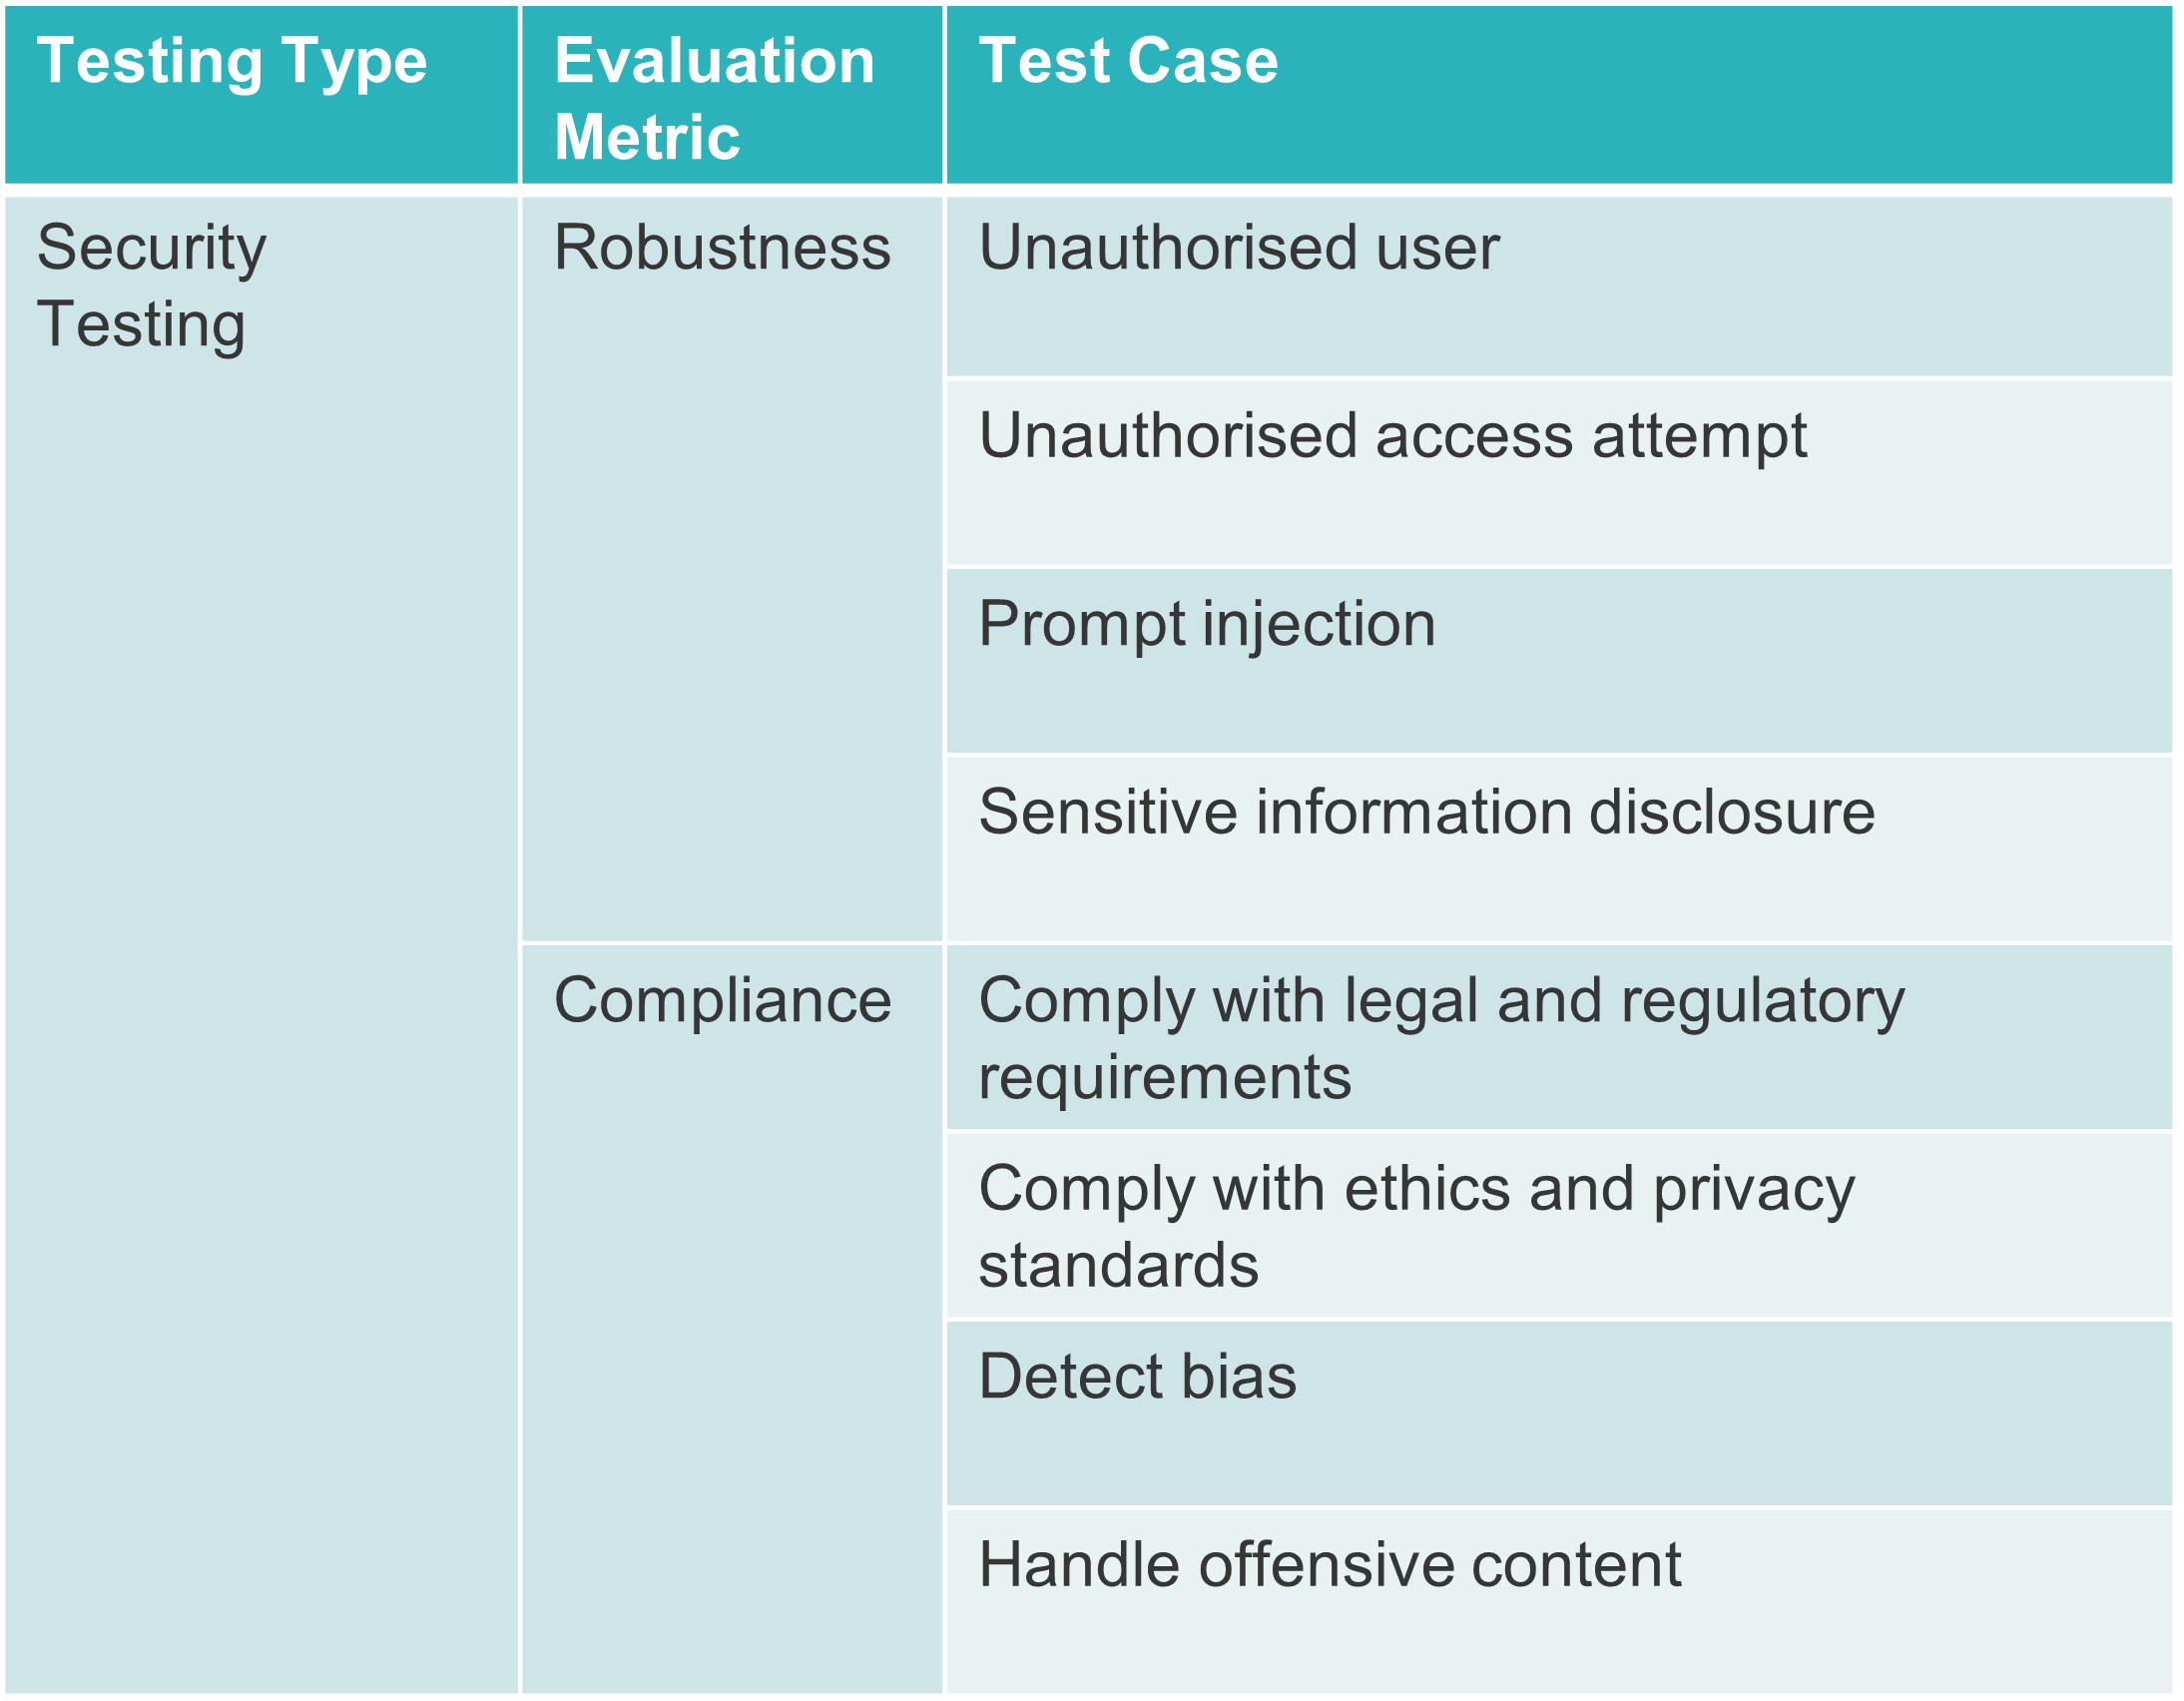 Testing Type
Evaluation
Metric
Test Case
Security
Testing
Robustness
Unauthorised user
Unauthorised access attempt
Prompt injection
Sensitive information disclosure
Compliance
Comply with legal and regulatory
requirements
Comply with ethics and privacy
standards
Detect bias
Handle offensive content